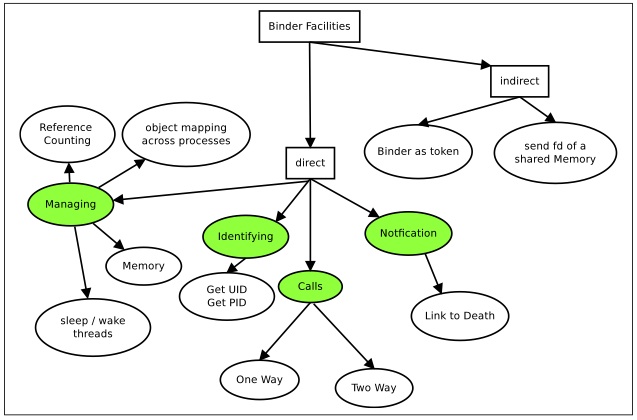 Binder Facilities
indirect
Reference
Counting
object mapping
across processes
Binder as token
send fd of a
shared Memory
direct
Managing
Identifying
Notfication
Memory
Get UID
Get PID
Calls
sleep / wake
threads
Link to Death
One Way
Two Way